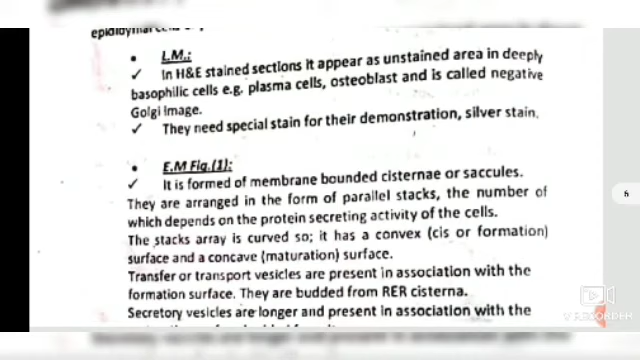 epididymal cells
• L.M.:
✓ In H&E stained sections it appear as unstained area in deeply
basophilic cells e.g. plasma cells, osteoblast and is called negative
Golgi image.
✓ They need special stain for their demonstration, silver stain.
• E.M Fig.(1):
✓ It is formed of membrane bounded cisternae or saccules.
They are arranged in the form of parallel stacks, the number of
which depends on the protein secreting activity of the cells.
The stacks array is curved so; it has a convex (cis or formation)
surface and a concave (maturation) surface.
Transfer or transport vesicles are present in association with the
formation surface. They are budded from RER cisterna.
Secretory vesicles are longer and present in association with the
6
RECORDER